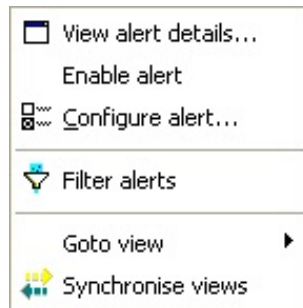 View alert details...
Enable alert
Configure alert...
Filter alerts
Goto view
Synchronise views